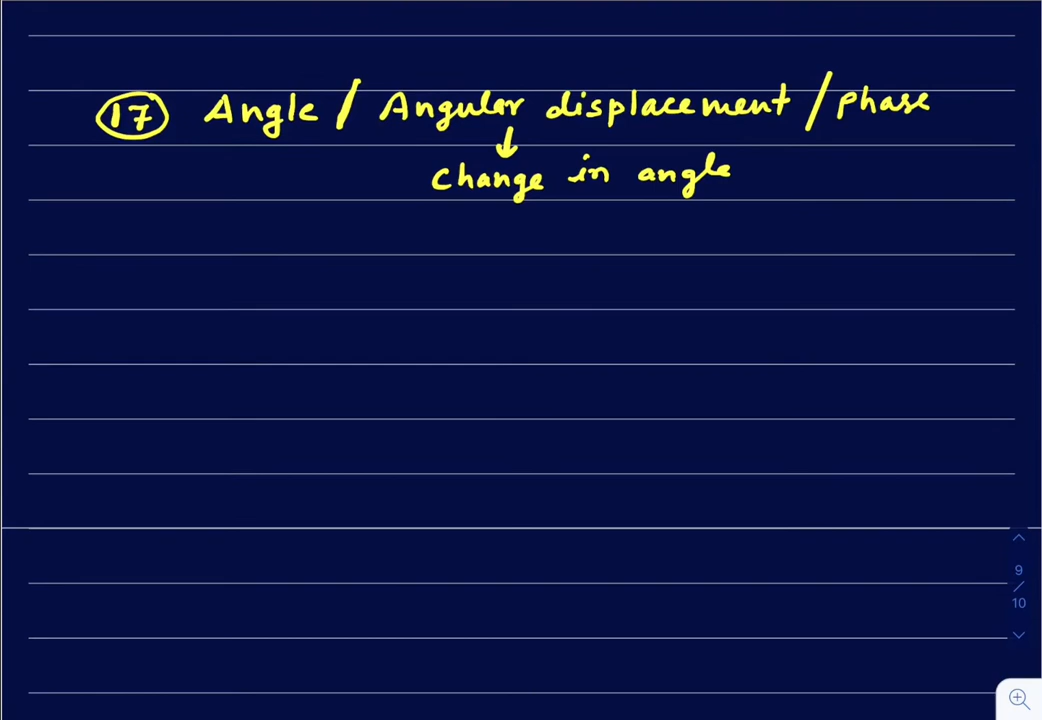 17 Angle / Angular displacement / phase
↓
change in angle
9
/
10